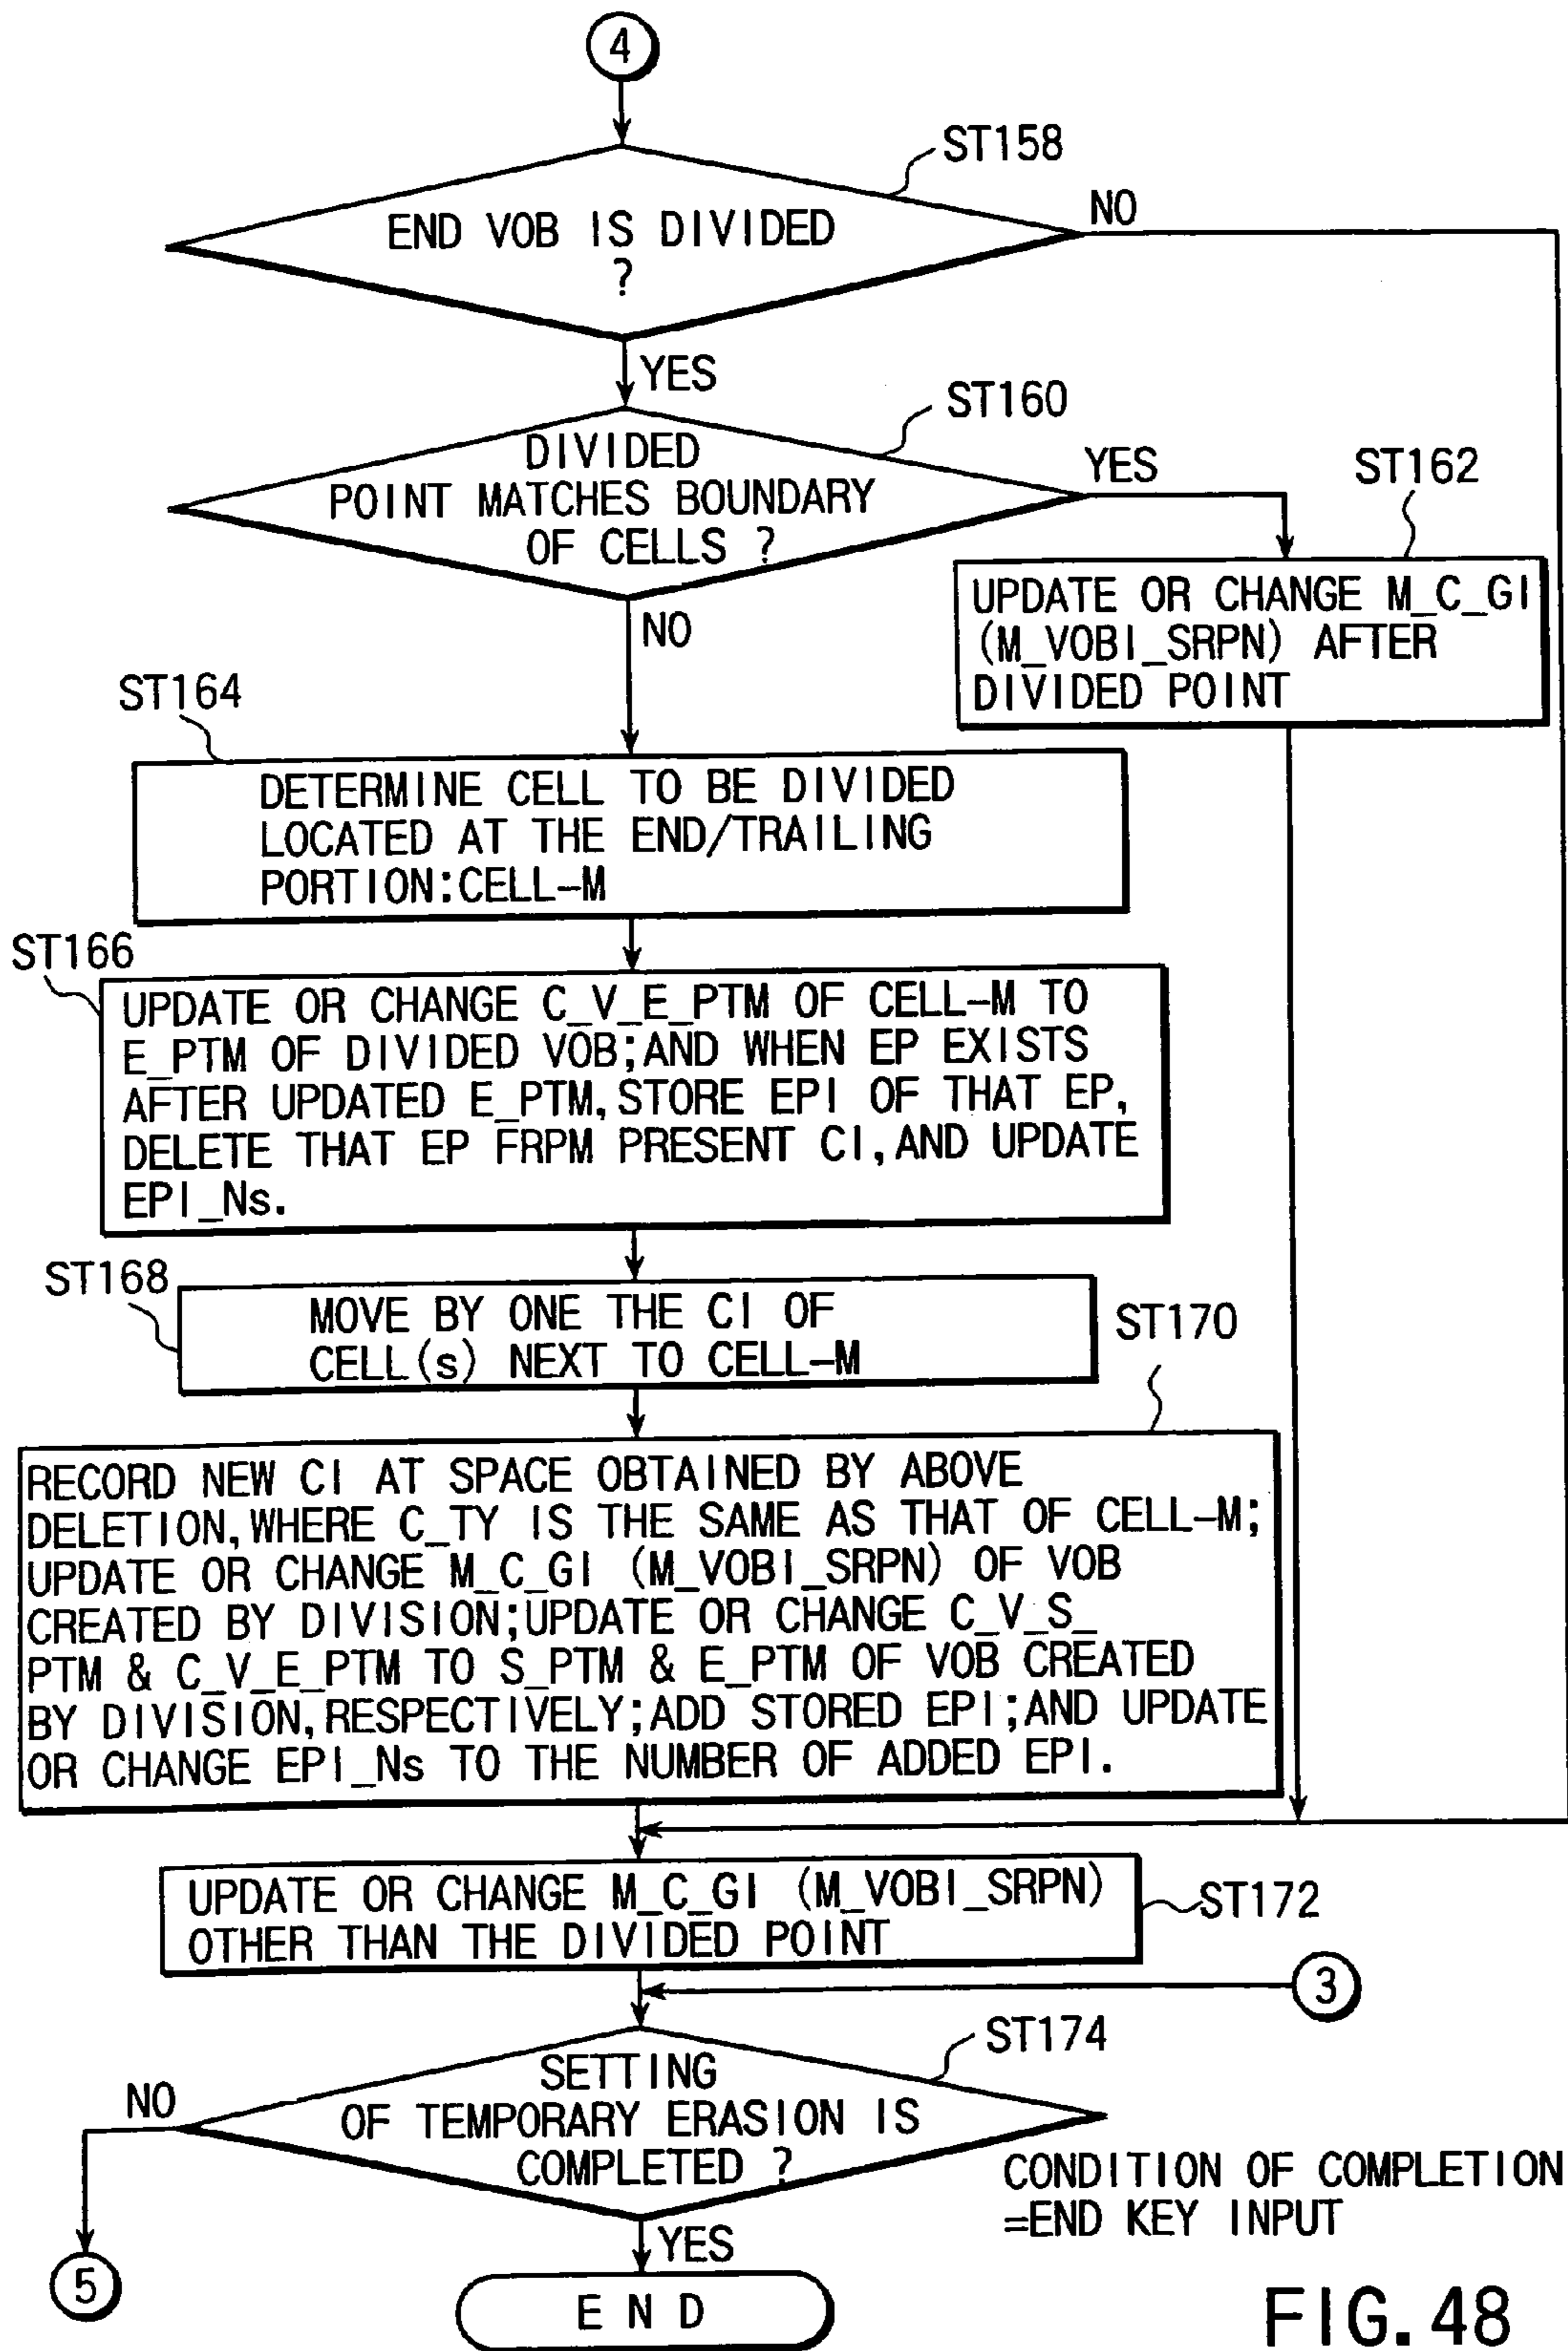 4
ST158
END VOB IS DIVIDED
?
NO
YES
ST160
DIVIDED
POINT MATCHES BOUNDARY
OF CELLS ?
YES
ST162
UPDATE OR CHANGE M_C_GI
(M_VOBI_SRPN) AFTER
DIVIDED POINT
NO
ST164
DETERMINE CELL TO BE DIVIDED
LOCATED AT THE END/TRAILING
PORTION:CELL-M
ST166
UPDATE OR CHANGE C_V_E_PTM OF CELL-M TO
E_PTM OF DIVIDED VOB;AND WHEN EP EXISTS
AFTER UPDATED E_PTM,STORE EPI OF THAT EP,
DELETE THAT EP FRPM PRESENT CI,AND UPDATE
EPI_Ns.
ST168
MOVE BY ONE THE CI OF
CELL(s) NEXT TO CELL-M
ST170
RECORD NEW CI AT SPACE OBTAINED BY ABOVE
DELETION,WHERE C_TY IS THE SAME AS THAT OF CELL-M;
UPDATE OR CHANGE M_C_GI (M_VOBI_SRPN) OF VOB
CREATED BY DIVISION;UPDATE OR CHANGE C_V_S_
PTM & C_V_E_PTM TO S_PTM & E_PTM OF VOB CREATED
BY DIVISION,RESPECTIVELY;ADD STORED EPI;AND UPDATE
OR CHANGE EPI_Ns TO THE NUMBER OF ADDED EPI.
UPDATE OR CHANGE M_C_GI (M_VOBI_SRPN)
OTHER THAN THE DIVIDED POINT
ST172
3
ST174
SETTING
OF TEMPORARY ERASION IS
COMPLETED ?
NO
CONDITION OF COMPLETION
=END KEY INPUT
YES
5
END
FIG.48